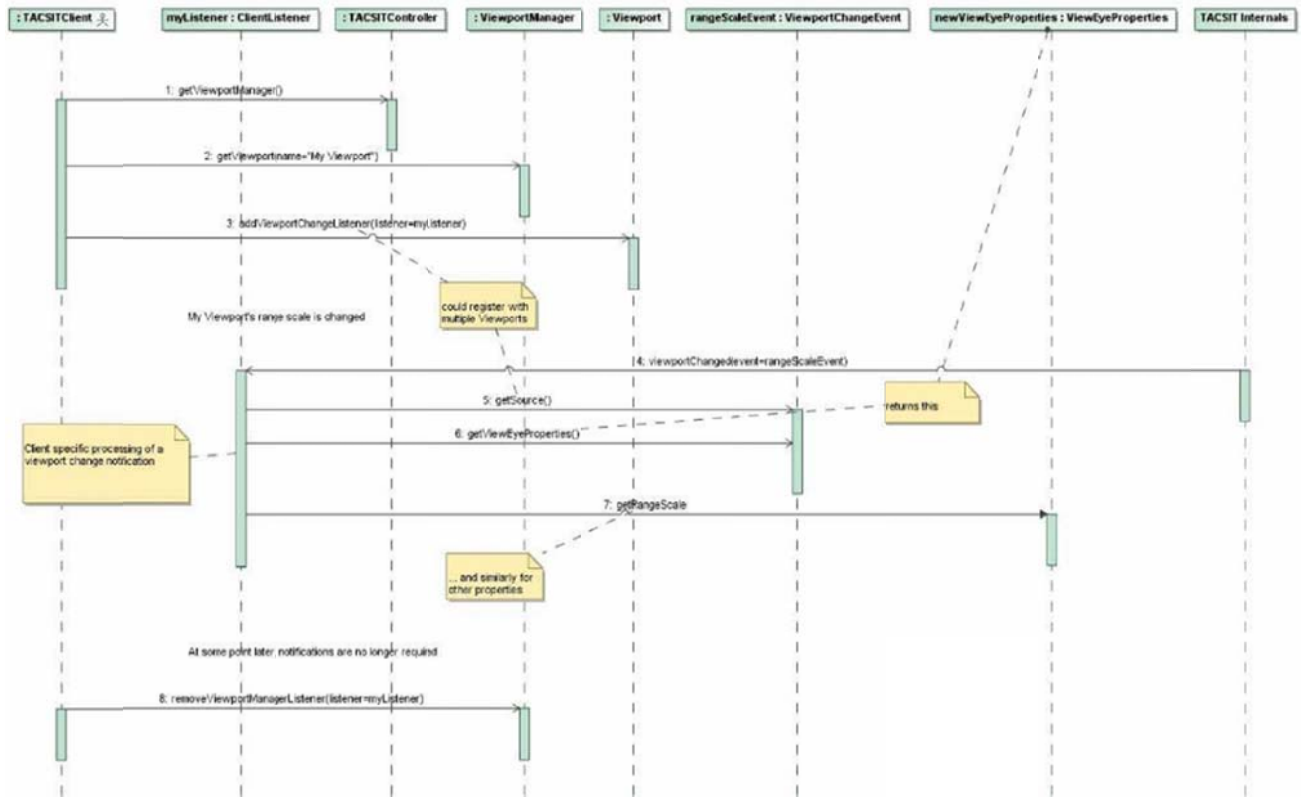 : TACSITClient
myListener : ClientListener
: TACSITController
: ViewportManager
: Viewport
rangeScaleEvent : ViewportChangeEvent
newViewEyeProperties : ViewEyeProperties
TACSIT Internals
1: getViewportManager()
2: getViewport(name="My Viewport")
3: addViewportChangeListener(listener=myListener)
could register with
multiple Viewports
My Viewport's range scale is changed
4: viewportChanged(event=rangeScaleEvent)
5: getSource()
returns this
6: getViewEyeProperties()
Client specific processing of a
viewport change notification
7: getRangeScale
... and similarly for
other properties
At some point later, notifications are no longer required
8: removeViewportManagerListener(listener=myListener)